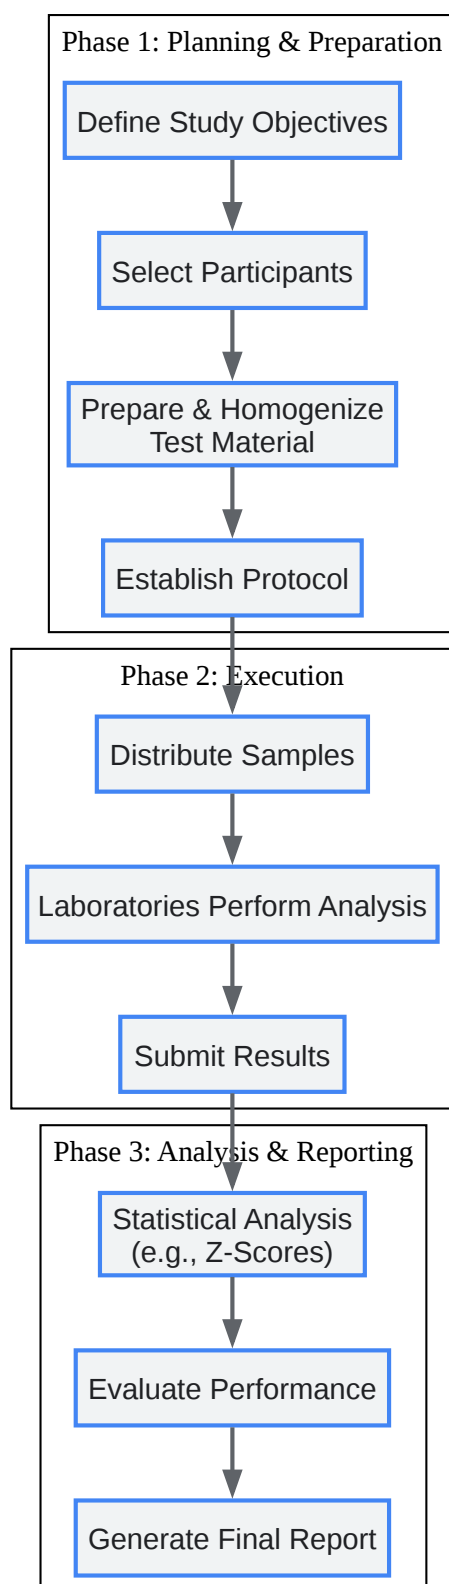 Phase 1: Planning & Preparation
Define Study Objectives
Select Participants
Prepare & Homogenize
Test Material
Establish Protocol
Phase 2: Execution
Distribute Samples
Laboratories Perform Analysis
Submit Results
Phase 3: Analysis & Reporting
Statistical Analysis
(e.g., Z-Scores)
Evaluate Performance
Generate Final Report